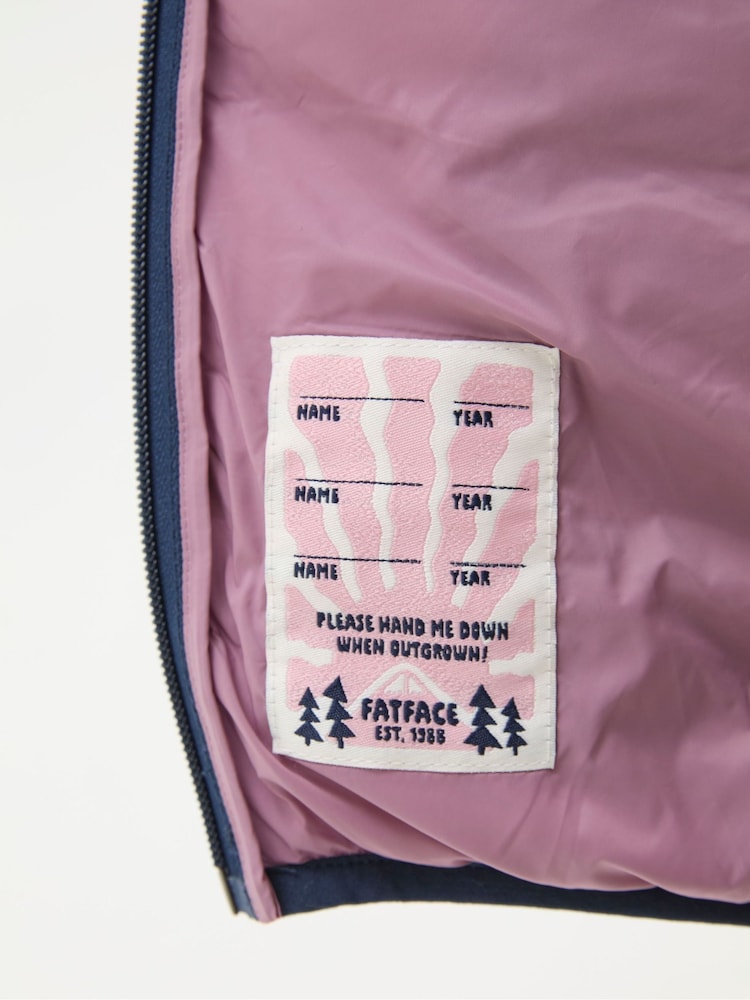 NAME YEAR
NAME YEAR
NAME YEAR
PLEASE HAND ME DOWN
WHEN OUTGROWN!
FATFACE
EST. 1988